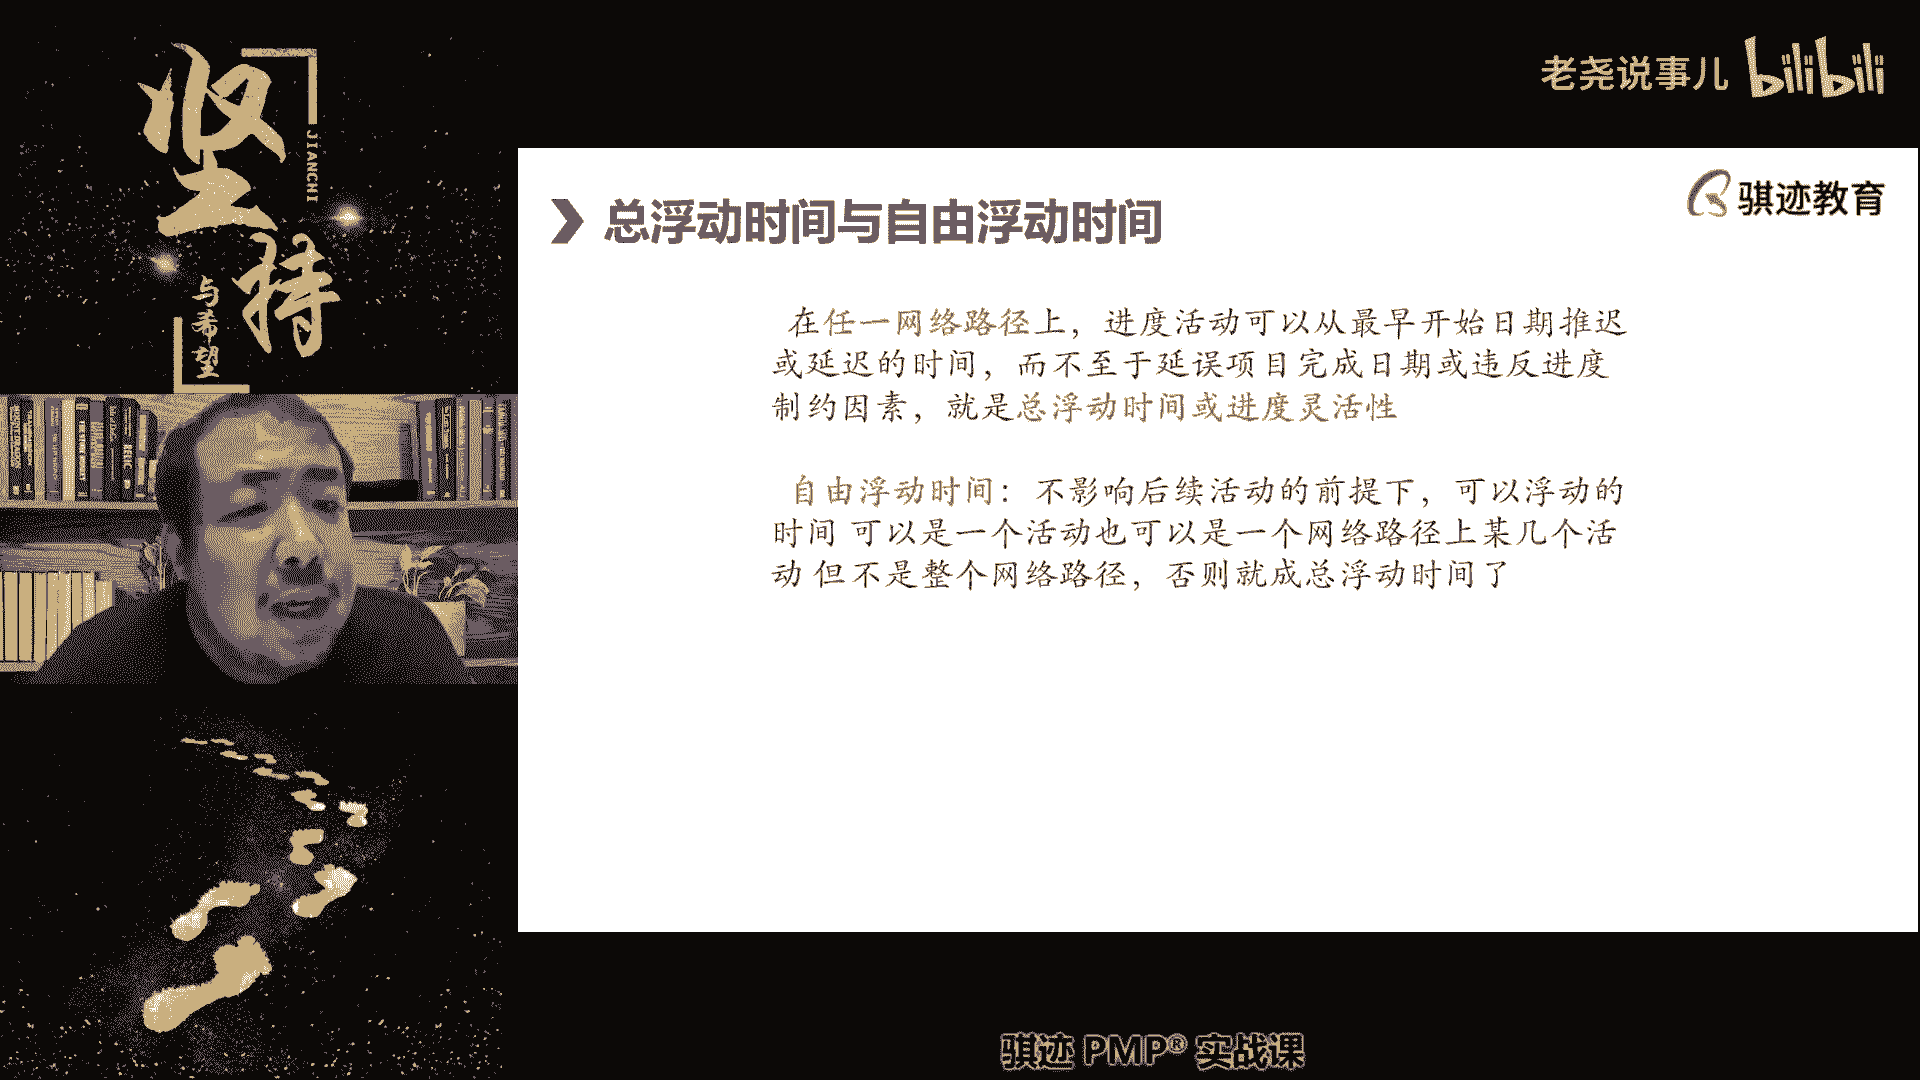 坚持
JIANCHI
与希望
老尧说事儿 bilibili
骐迹教育
总浮动时间与自由浮动时间
在任一网络路径上，进度活动可以从最早开始日期推迟
或延迟的时间，而不至于延误项目完成日期或违反进度
制约因素，就是总浮动时间或进度灵活性
自由浮动时间： 不影响后续活动的前提下，可以浮动的
时间 可以是一个活动也可以是一个网络路径上某几个活
动 但不是整个网络路径，否则就成总浮动时间了
骐迹 PMP® 实战课